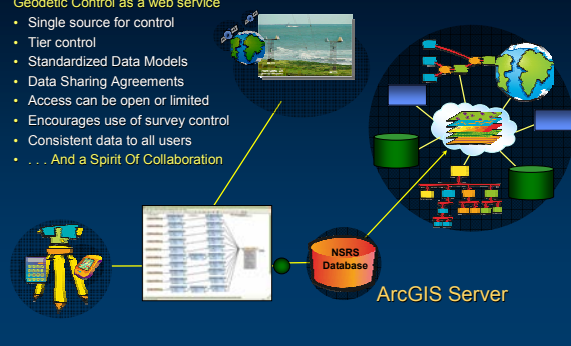 Geodetic Control as a web service
• Single source for control
• Tier control
• Standardized Data Models
• Data Sharing Agreements
• Access can be open or limited
• Encourages use of survey control
• Consistent data to all users
• . . . And a Spirit Of Collaboration
NSRS
Database
ArcGIS Server